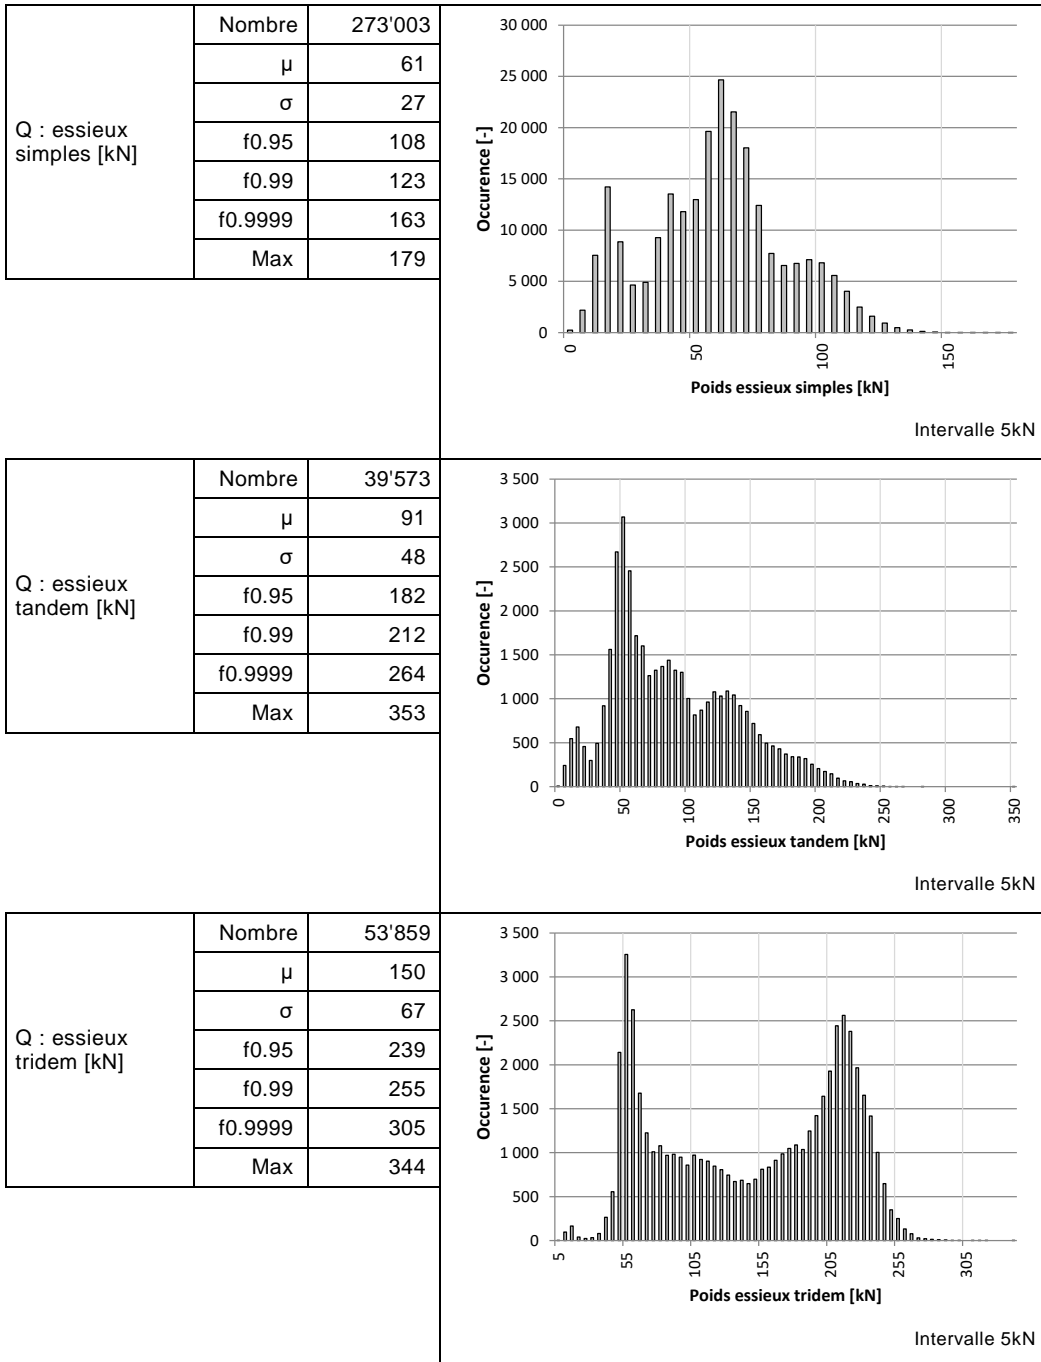 Q : essieux
simples [kN]
Nombre 273'003
μ 61
σ 27
f0.95 108
f0.99 123
f0.9999 163
Max 179
30 000
25 000
20 000
15 000
10 000
5 000
0
Occurence [-]
0 50 100 150
Poids essieux simples [kN]
Intervalle 5kN
Q : essieux
tandem [kN]
Nombre 39'573
μ 91
σ 48
f0.95 182
f0.99 212
f0.9999 264
Max 353
3 500
3 000
2 500
2 000
1 500
1 000
500
0
Occurence [-]
0 50 100 150 200 250 300 350
Poids essieux tandem [kN]
Intervalle 5kN
Q : essieux
tridem [kN]
Nombre 53'859
μ 150
σ 67
f0.95 239
f0.99 255
f0.9999 305
Max 344
3 500
3 000
2 500
2 000
1 500
1 000
500
0
Occurence [-]
5 55 105 155 205 255 305
Poids essieux tridem [kN]
Intervalle 5kN